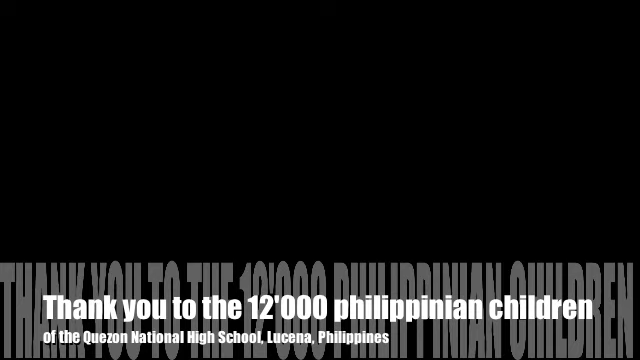 THANK YOU TO THE 12'000 PHILIPPINIAN CHILDREN
Thank you to the 12'000 philippinian children
of the Quezon National High School, Lucena, Philippines